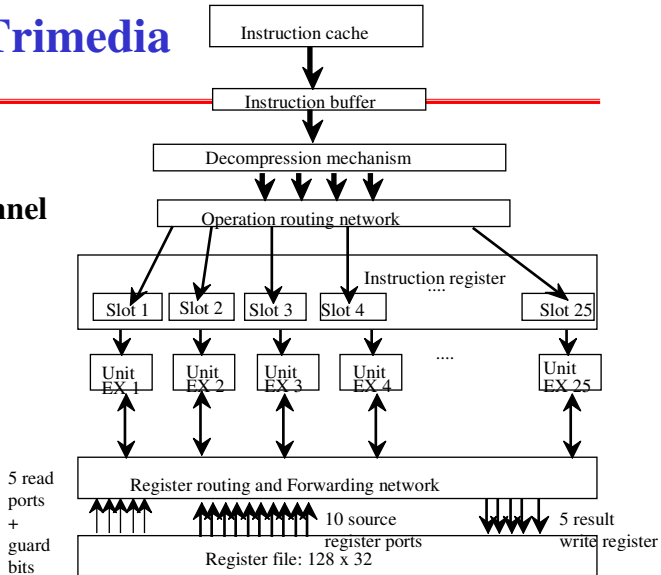 Trimedia
Instruction cache
Instruction buffer
Decompression mechanism
Operation routing network
Instruction register
....
Slot 1
Slot 2
Slot 3
Slot 4
Slot 25
Unit
EX 1
Unit
EX 2
Unit
EX 3
Unit
EX 4
....
Unit
EX 25
Register routing and Forwarding network
5 read
ports
+
guard
bits
10 source
register ports
5 result
write register
Register file: 128 x 32